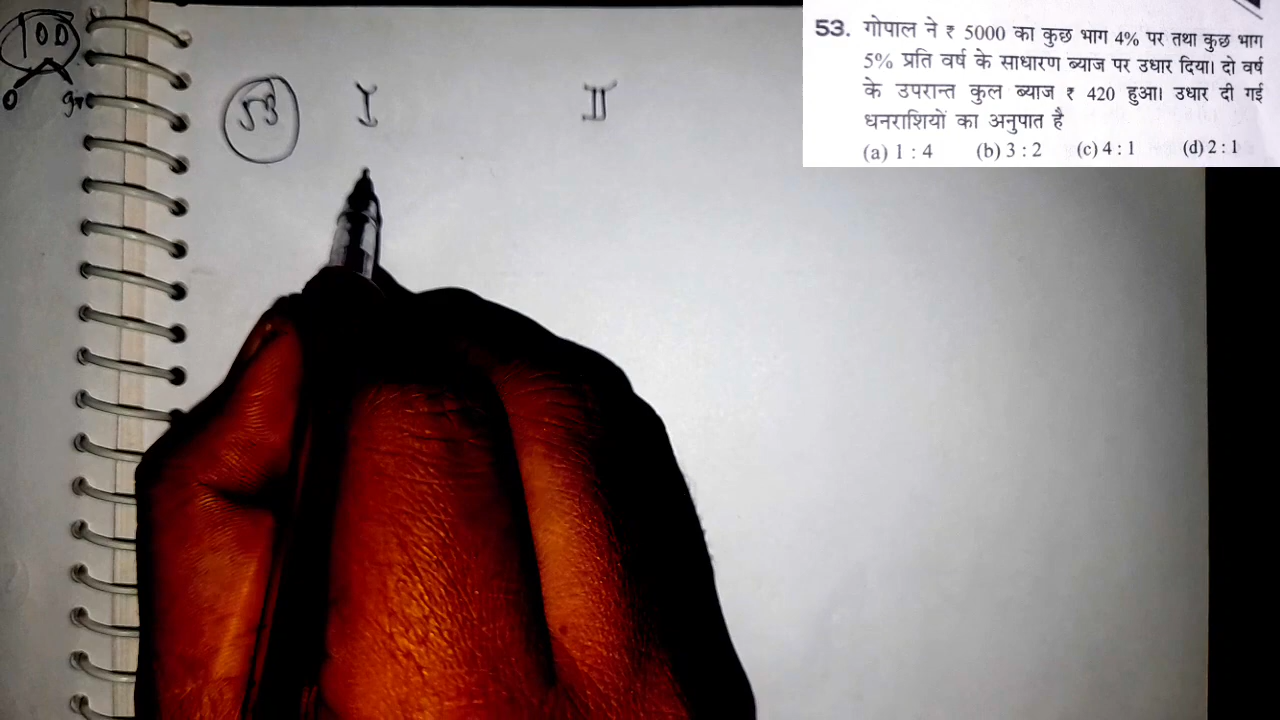 100
0
53
I
II
53. गोपाल ने ₹ 5000 का कुछ भाग 4% पर तथा कुछ भाग
5% प्रति वर्ष के साधारण ब्याज पर उधार दिया। दो वर्ष
के उपरान्त कुल ब्याज ₹ 420 हुआ। उधार दी गई
धनराशियों का अनुपात है
(a) 1 : 4 (b) 3 : 2 (c) 4 : 1 (d) 2 : 1